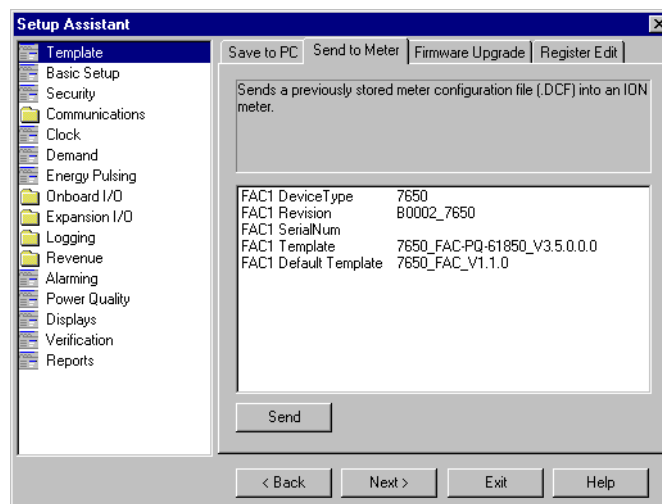 Setup Assistant
Template
Basic Setup
Security
Communications
Clock
Demand
Energy Pulsing
Onboard I/O
Expansion I/O
Logging
Revenue
Alarming
Power Quality
Displays
Verification
Reports
Save to PC Send to Meter Firmware Upgrade Register Edit
Sends a previously stored meter configuration file (.DCF) into an ION
meter.
FAC1 DeviceType 7650
FAC1 Revision B0002_7650
FAC1 SerialNum
FAC1 Template 7650_FAC-PQ-61850_V3.5.0.0.0
FAC1 Default Template 7650_FAC_V1.1.0
Send
< Back Next > Exit Help